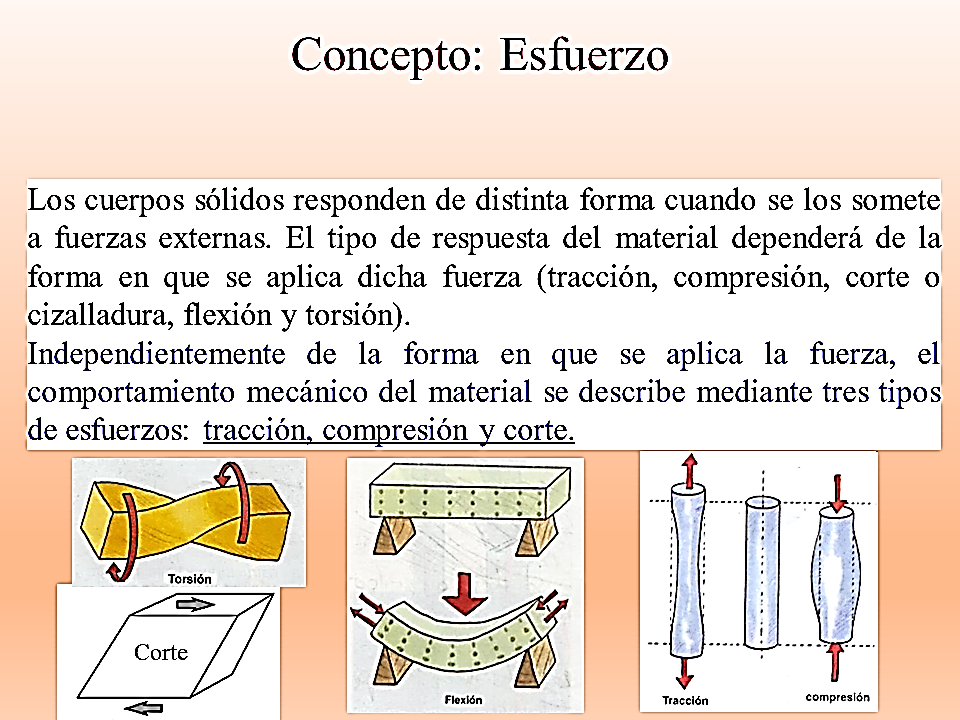 Concepto: Esfuerzo
Los cuerpos sólidos responden de distinta forma cuando se los somete
a fuerzas externas. El tipo de respuesta del material dependerá de la
forma en que se aplica dicha fuerza (tracción, compresión, corte o
cizalladura, flexión y torsión).
Independientemente de la forma en que se aplica la fuerza, el
comportamiento mecánico del material se describe mediante tres tipos
de esfuerzos: tracción, compresión y corte.
Torsión
Corte
Flexión
Tracción
compresión